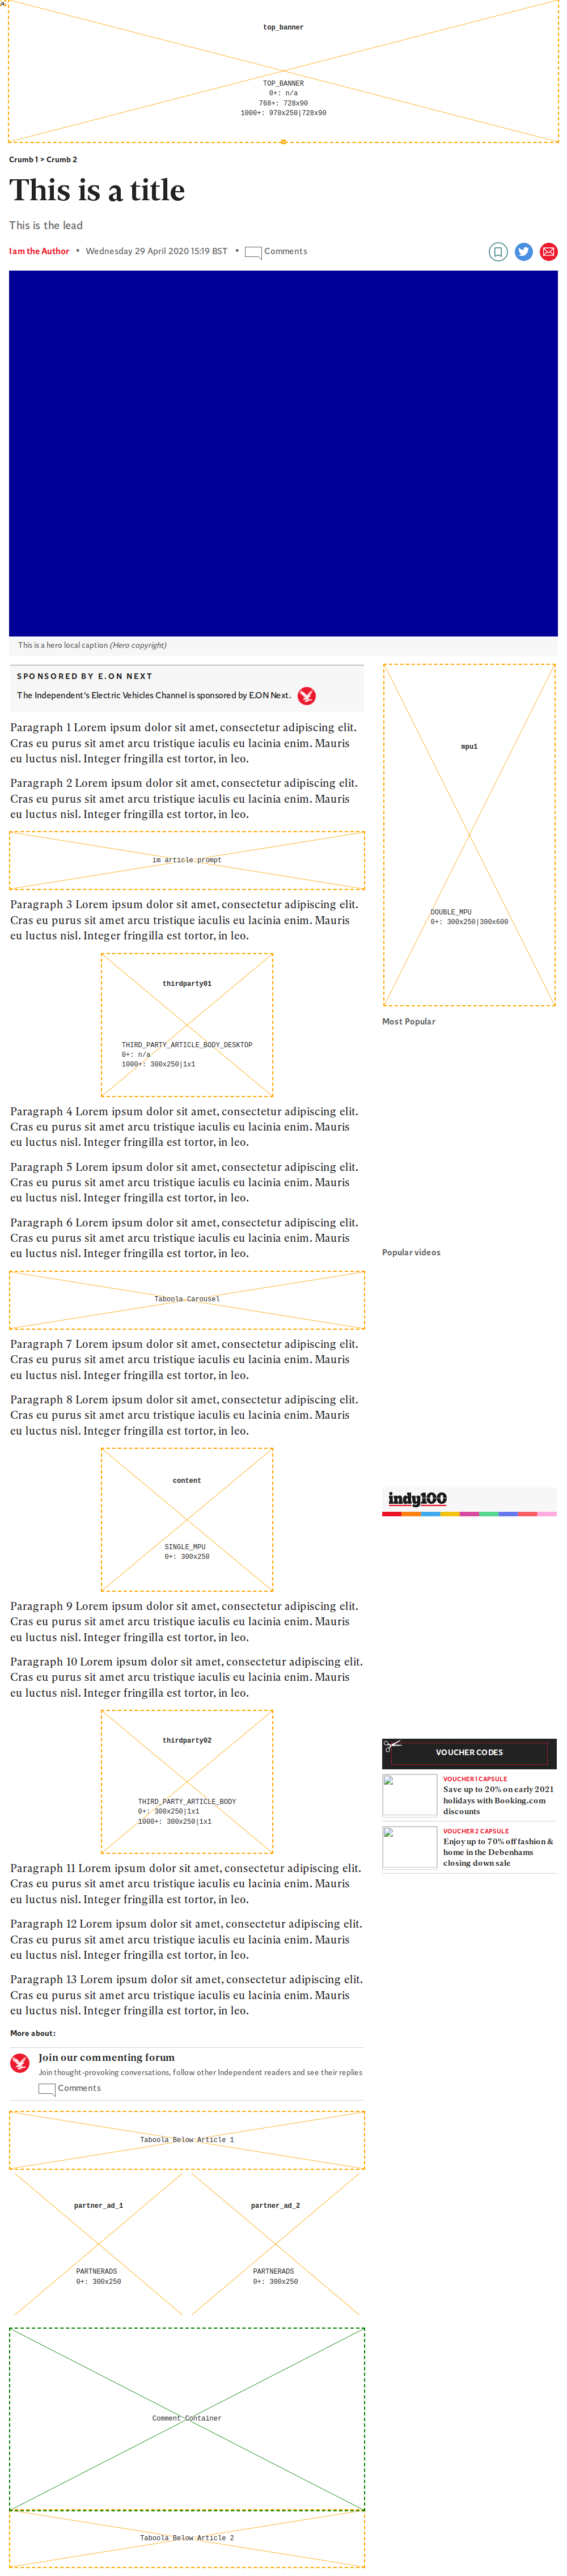 top_banner
TOP_BANNER
0+: n/a
768+: 728x90
1000+: 970x250|728x90
Crumb 1 > Crumb 2
This is a title
This is the lead
I am the Author • Wednesday 29 April 2020 15:19 BST • Comments
This is a hero local caption (Hero copyright)
SPONSORED BY E.ON NEXT
The Independent's Electric Vehicles Channel is sponsored by E.ON Next.
Paragraph 1 Lorem ipsum dolor sit amet, consectetur adipiscing elit.
Cras eu purus sit amet arcu tristique iaculis eu lacinia enim. Mauris
eu luctus nisl. Integer fringilla est tortor, in leo.
Paragraph 2 Lorem ipsum dolor sit amet, consectetur adipiscing elit.
Cras eu purus sit amet arcu tristique iaculis eu lacinia enim. Mauris
eu luctus nisl. Integer fringilla est tortor, in leo.
im article prompt
Paragraph 3 Lorem ipsum dolor sit amet, consectetur adipiscing elit.
Cras eu purus sit amet arcu tristique iaculis eu lacinia enim. Mauris
eu luctus nisl. Integer fringilla est tortor, in leo.
thirdparty01
THIRD_PARTY_ARTICLE_BODY_DESKTOP
0+: n/a
1000+: 300x250|1x1
Paragraph 4 Lorem ipsum dolor sit amet, consectetur adipiscing elit.
Cras eu purus sit amet arcu tristique iaculis eu lacinia enim. Mauris
eu luctus nisl. Integer fringilla est tortor, in leo.
Paragraph 5 Lorem ipsum dolor sit amet, consectetur adipiscing elit.
Cras eu purus sit amet arcu tristique iaculis eu lacinia enim. Mauris
eu luctus nisl. Integer fringilla est tortor, in leo.
Paragraph 6 Lorem ipsum dolor sit amet, consectetur adipiscing elit.
Cras eu purus sit amet arcu tristique iaculis eu lacinia enim. Mauris
eu luctus nisl. Integer fringilla est tortor, in leo.
Taboola Carousel
Paragraph 7 Lorem ipsum dolor sit amet, consectetur adipiscing elit.
Cras eu purus sit amet arcu tristique iaculis eu lacinia enim. Mauris
eu luctus nisl. Integer fringilla est tortor, in leo.
Paragraph 8 Lorem ipsum dolor sit amet, consectetur adipiscing elit.
Cras eu purus sit amet arcu tristique iaculis eu lacinia enim. Mauris
eu luctus nisl. Integer fringilla est tortor, in leo.
content
SINGLE_MPU
0+: 300x250
Paragraph 9 Lorem ipsum dolor sit amet, consectetur adipiscing elit.
Cras eu purus sit amet arcu tristique iaculis eu lacinia enim. Mauris
eu luctus nisl. Integer fringilla est tortor, in leo.
Paragraph 10 Lorem ipsum dolor sit amet, consectetur adipiscing elit.
Cras eu purus sit amet arcu tristique iaculis eu lacinia enim. Mauris
eu luctus nisl. Integer fringilla est tortor, in leo.
thirdparty02
THIRD_PARTY_ARTICLE_BODY
0+: 300x250|1x1
1000+: 300x250|1x1
Paragraph 11 Lorem ipsum dolor sit amet, consectetur adipiscing elit.
Cras eu purus sit amet arcu tristique iaculis eu lacinia enim. Mauris
eu luctus nisl. Integer fringilla est tortor, in leo.
Paragraph 12 Lorem ipsum dolor sit amet, consectetur adipiscing elit.
Cras eu purus sit amet arcu tristique iaculis eu lacinia enim. Mauris
eu luctus nisl. Integer fringilla est tortor, in leo.
Paragraph 13 Lorem ipsum dolor sit amet, consectetur adipiscing elit.
Cras eu purus sit amet arcu tristique iaculis eu lacinia enim. Mauris
eu luctus nisl. Integer fringilla est tortor, in leo.
More about:
Join our commenting forum
Join thought-provoking conversations, follow other Independent readers and see their replies
Comments
Taboola Below Article 1
partner_ad_1
PARTNERADS
0+: 300x250
partner_ad_2
PARTNERADS
0+: 300x250
Comment Container
Taboola Below Article 2
mpu1
DOUBLE_MPU
0+: 300x250|300x600
Most Popular
Popular videos
indy100
VOUCHER CODES
VOUCHER 1 CAPSULE
Save up to 20% on early 2021
holidays with Booking.com
discounts
VOUCHER 2 CAPSULE
Enjoy up to 70% off fashion &
home in the Debenhams
closing down sale